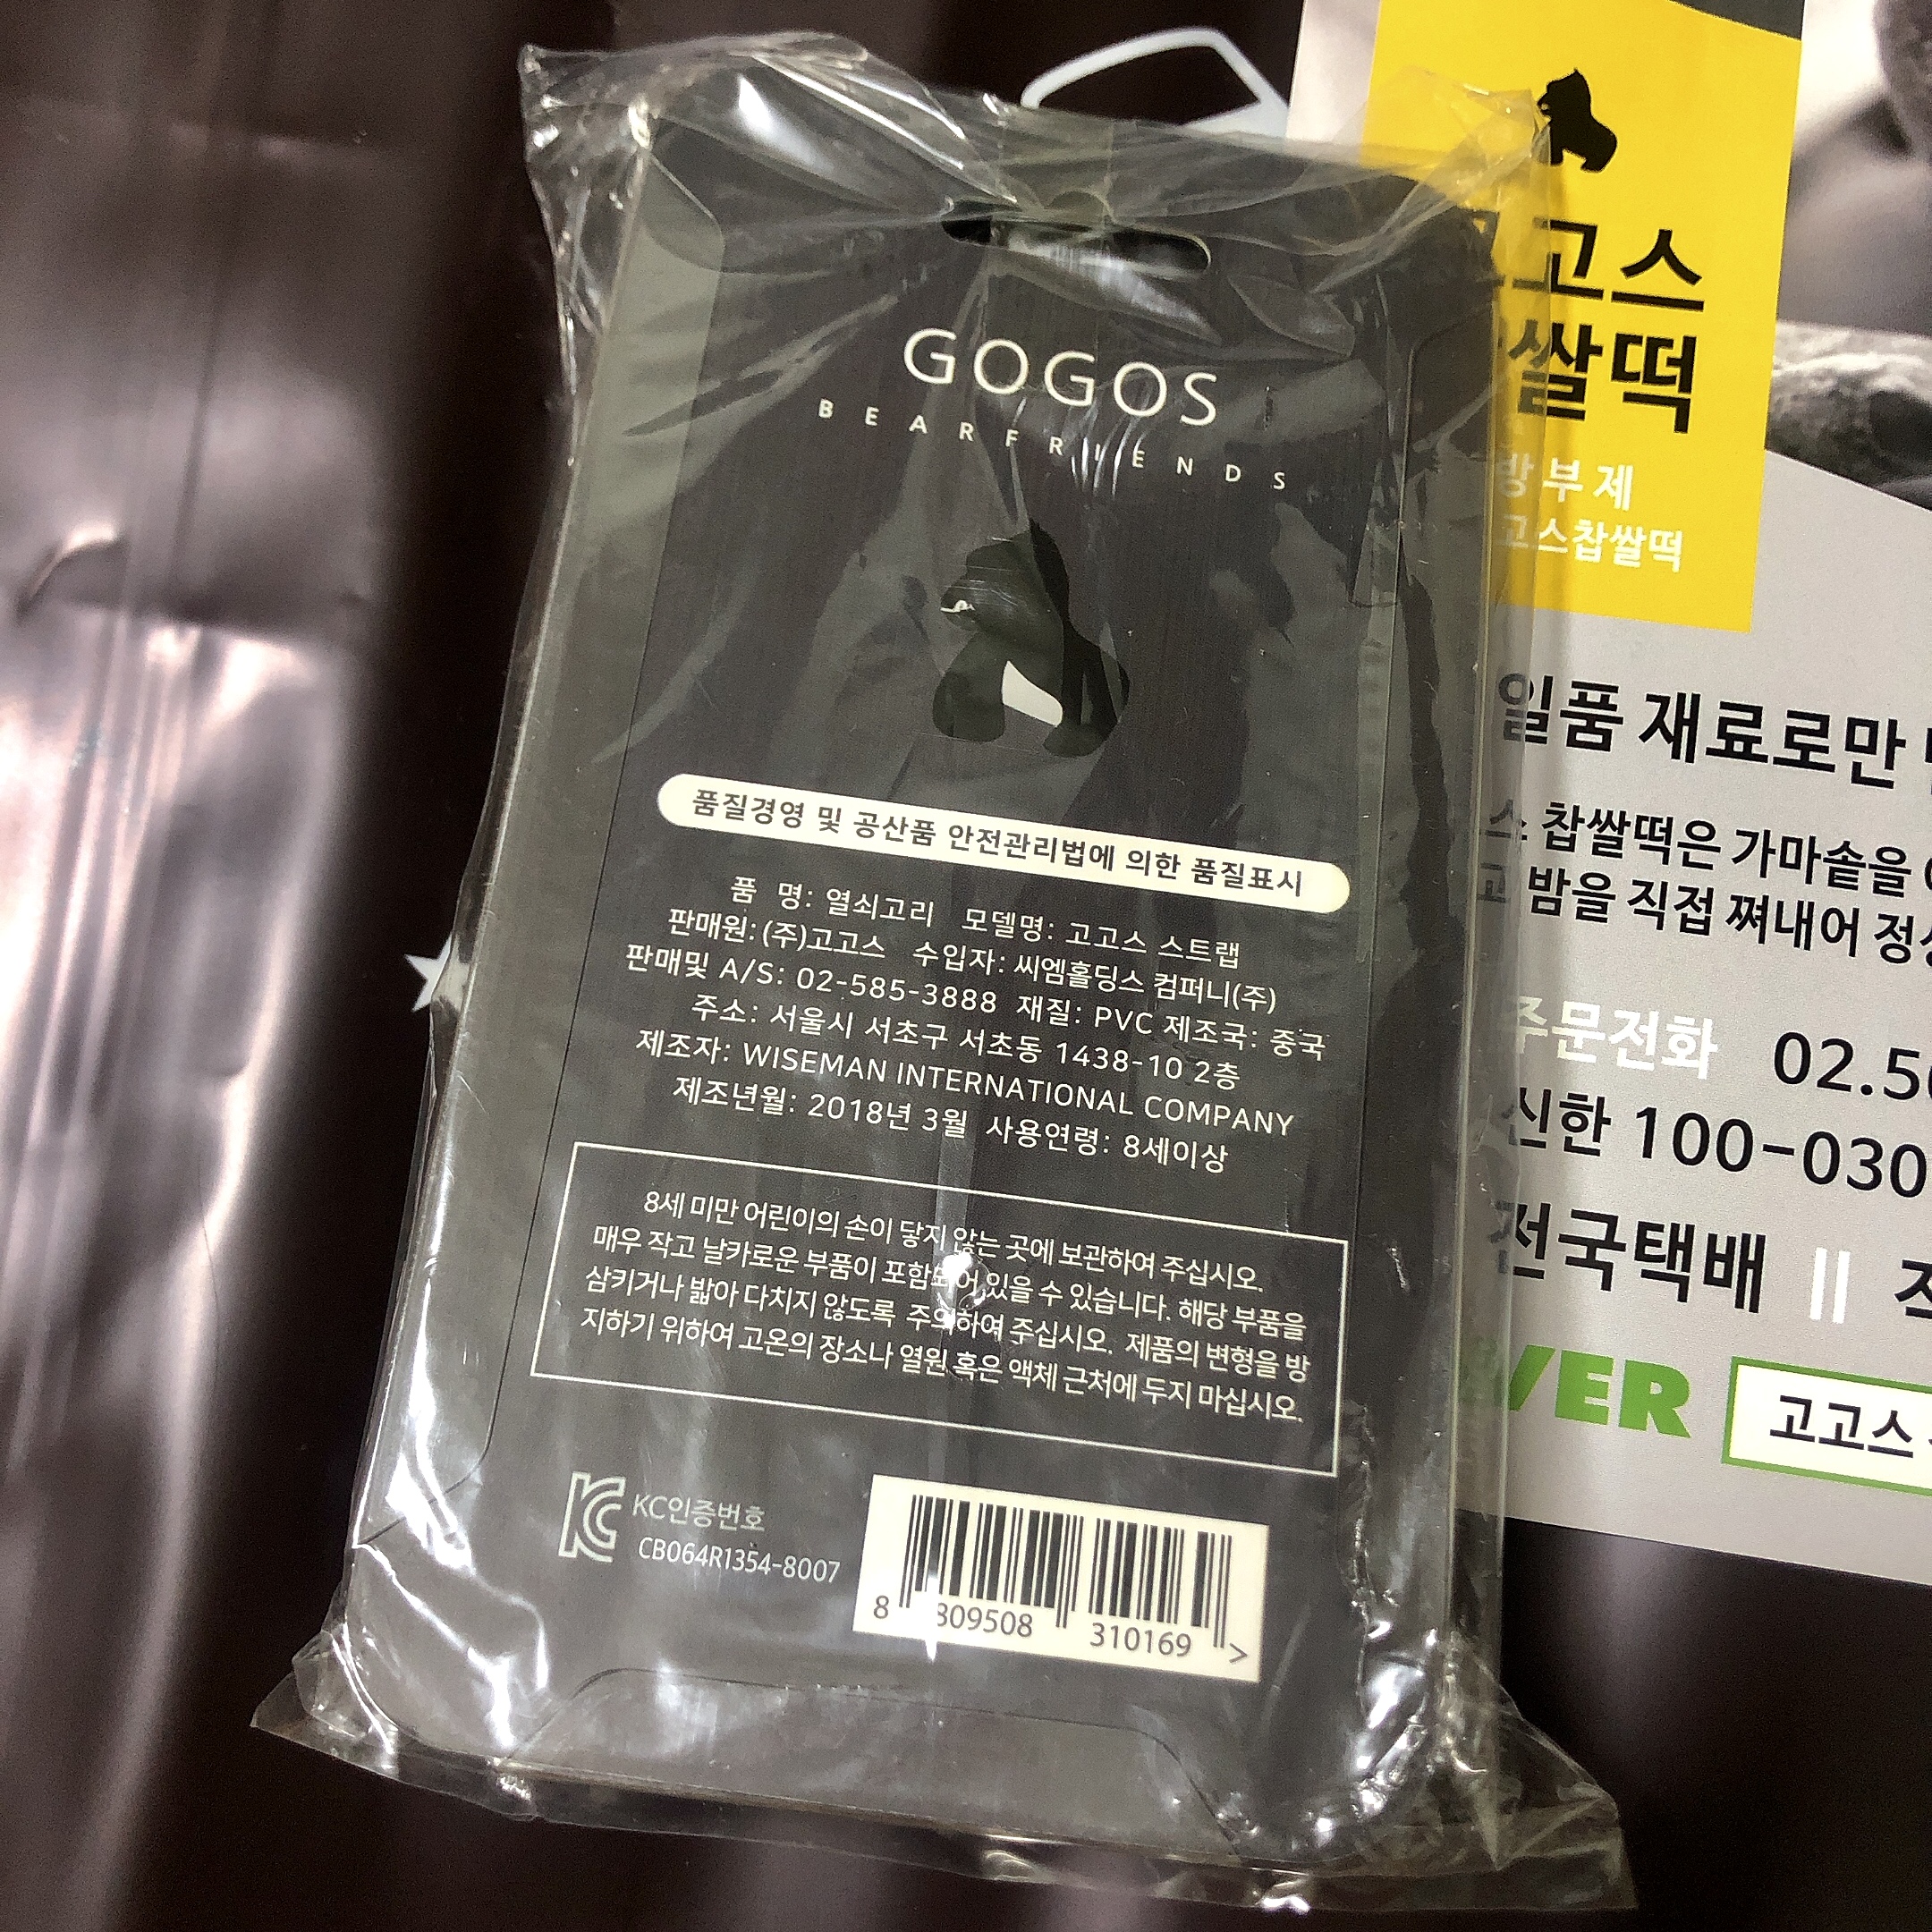 GOGOS
BEARFRIENDS
품질경영 및 공산품 안전관리법에 의한 품질표시
품 명: 열쇠고리 모델명: 고고스 스트랩
판매원: (주)고고스 수입자: 씨엠홀딩스 컴퍼니(주)
판매및 A/S: 02-585-3888 재질: PVC 제조국: 중국
주소: 서울시 서초구 서초동 1438-10 2층
제조자: WISEMAN INTERNATIONAL COMPANY
제조년월: 2018년 3월 사용연령: 8세이상
8세 미만 어린이의 손이 닿지 않는 곳에 보관하여 주십시오.
매우 작고 날카로운 부품이 포함되어 있을 수 있습니다. 해당 부품을
삼키거나 밟아 다치지 않도록 주의하여 주십시오. 제품의 변형을 방
지하기 위하여 고온의 장소나 열원 혹은 액체 근처에 두지 마십시오.
KC인증번호
CB064R1354-8007
8 809508 310169 >
고고스
찹쌀떡
방부제
고스찹쌀떡
일품 재료로만
스 찹쌀떡은 가마솥을
고 밤을 직접 쪄내어
주문전화 02.5
신한 100-030
전국택배 ||
VER
고고스